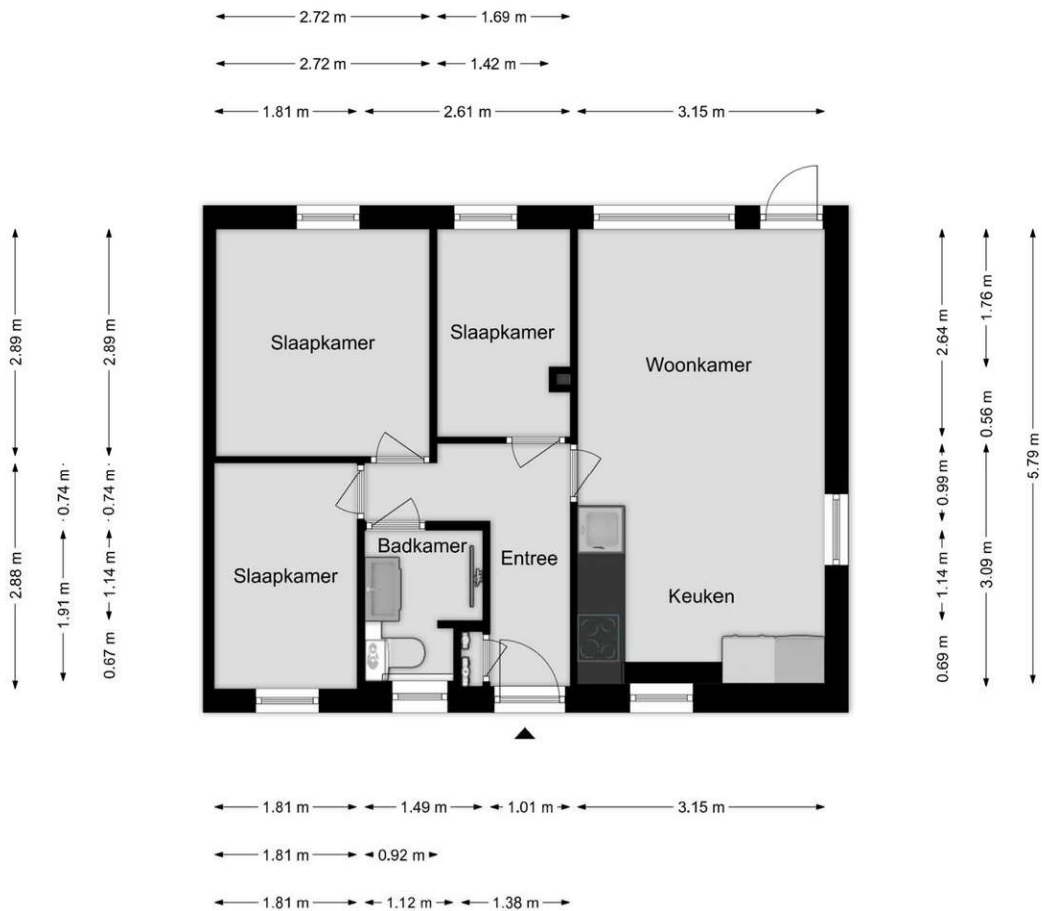 2.72 m
1.69 m
2.72 m
1.42 m
1.81 m
2.61 m
3.15 m
2.89 m
2.89 m
2.88 m
0.74 m
1.91 m
0.74 m
1.14 m
0.67 m
Slaapkamer
Slaapkamer
Woonkamer
Slaapkamer
Badkamer
Entree
Keuken
2.64 m
0.99 m
1.14 m
0.69 m
1.76 m
0.56 m
3.09 m
5.79 m
1.81 m
1.49 m
1.01 m
3.15 m
1.81 m
0.92 m
1.81 m
1.12 m
1.38 m